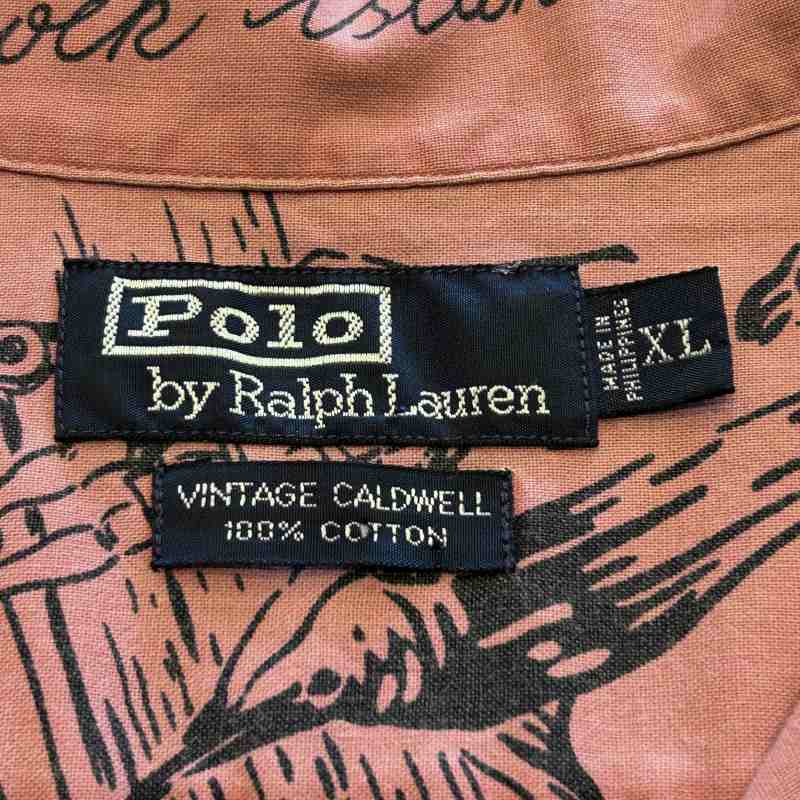 Polo
by Ralph Lauren
MADE IN
PHILIPPINES
XL
VINTAGE CALDWELL
100% COTTON